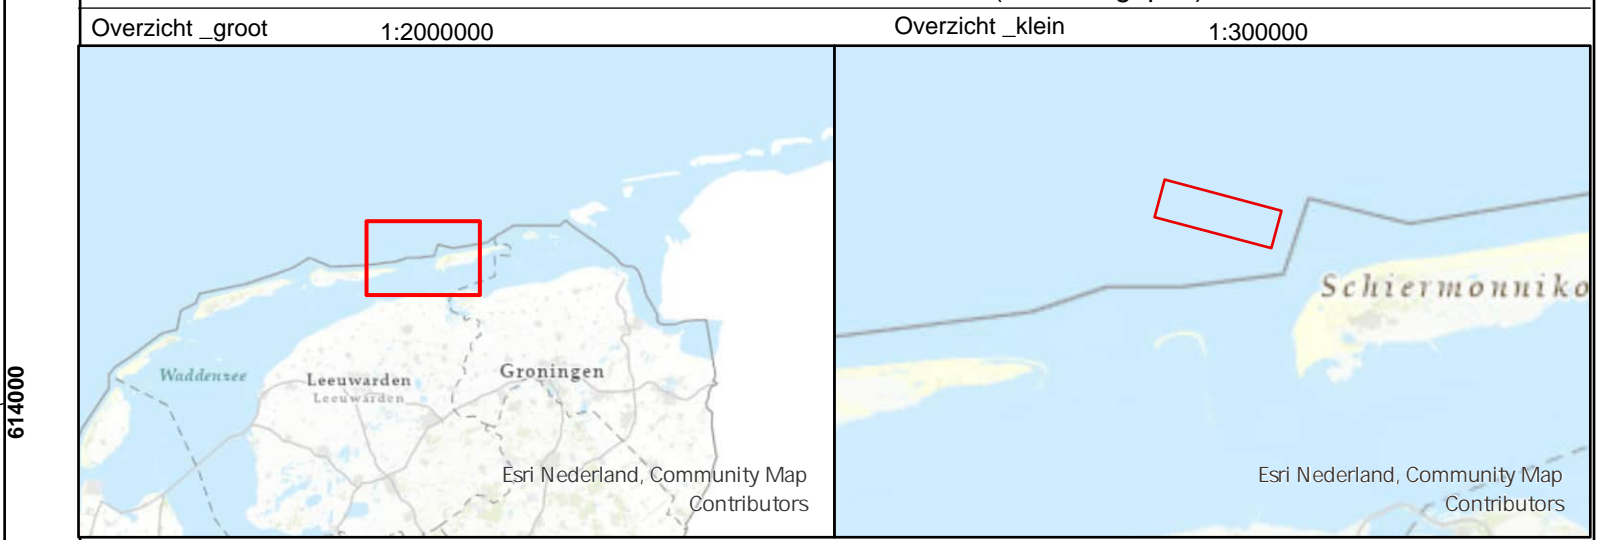 Overzicht _groot 1:2000000 Overzicht _klein 1:300000
Waddenzee
Leeuwarden
Leeuwarden
Groningen
Esri Nederland, Community Map
Contributors
Schiermonniko
Esri Nederland, Community Map
Contributors
614000